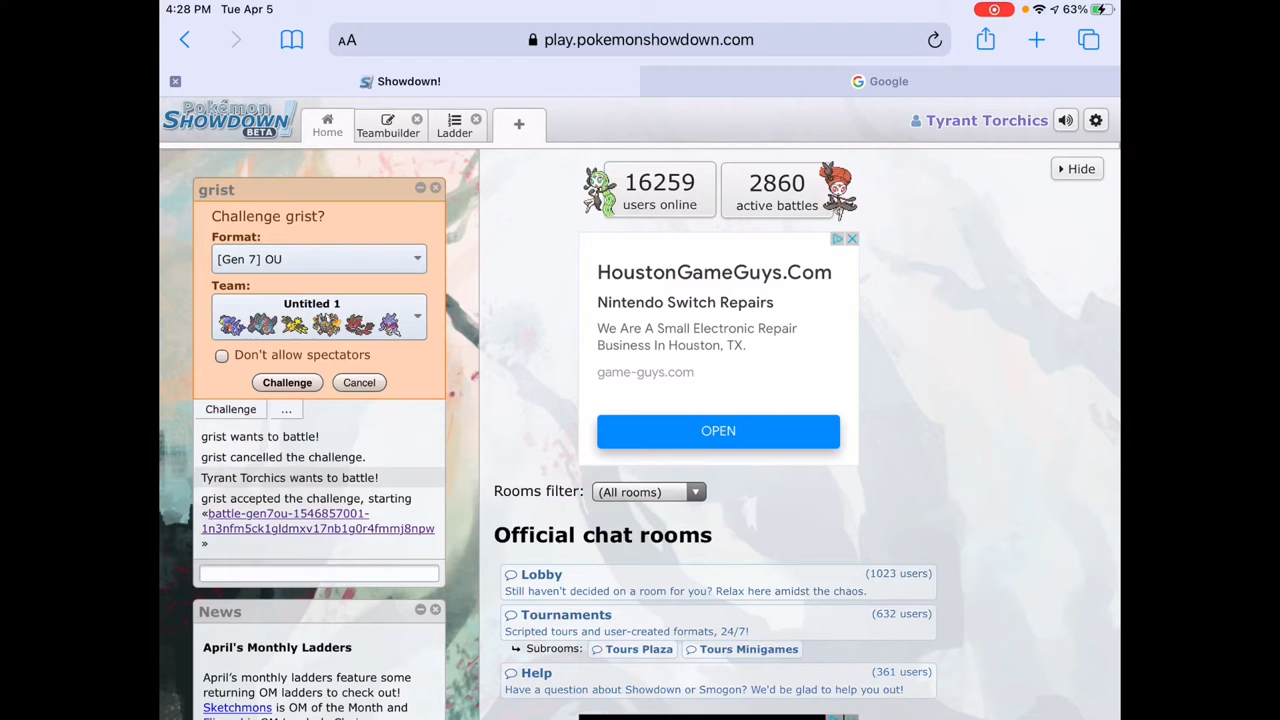 4:28 PM Tue Apr 5
63%
AA play.pokemonshowdown.com
Showdown!
Google
Pokémon
SHOWDOWN!
BETA
Home
Teambuilder
Ladder
+
Tyrant Torchics
grist
Challenge grist?
Format:
[Gen 7] OU
Team:
Untitled 1
Don't allow spectators
Challenge Cancel
Challenge ...
grist wants to battle!
grist cancelled the challenge.
Tyrant Torchics wants to battle!
grist accepted the challenge, starting
«battle-gen7ou-1546857001-
1n3nfm5ck1gldmxv17nb1g0r4fmmj8npw
»
News
April's Monthly Ladders
April's monthly ladders feature some
returning OM ladders to check out!
Sketchmons is OM of the Month and
16259
users online
2860
active battles
Hide
HoustonGameGuys.Com
Nintendo Switch Repairs
We Are A Small Electronic Repair
Business In Houston, TX.
game-guys.com
OPEN
Rooms filter: (All rooms)
Official chat rooms
Lobby (1023 users)
Still haven't decided on a room for you? Relax here amidst the chaos.
Tournaments (632 users)
Scripted tours and user-created formats, 24/7!
Subrooms: Tours Plaza Tours Minigames
Help (361 users)
Have a question about Showdown or Smogon? We'd be glad to help you out!